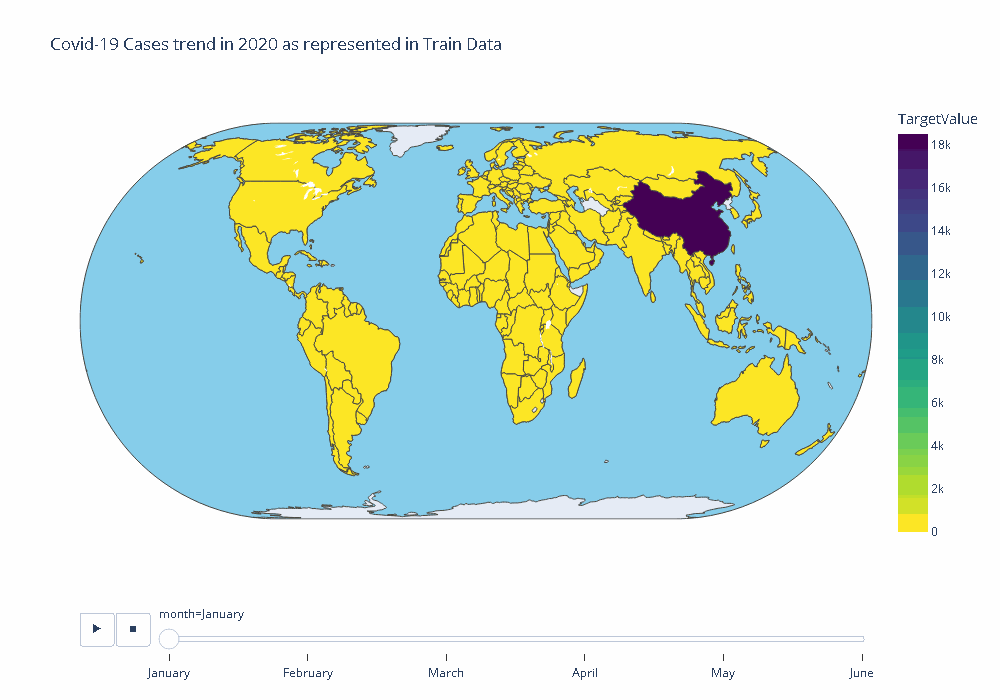 Covid-19 Cases trend in 2020 as represented in Train Data
TargetValue
18k
16k
14k
12k
10k
8k
6k
4k
2k
0
month=January
January
February
March
April
May
June